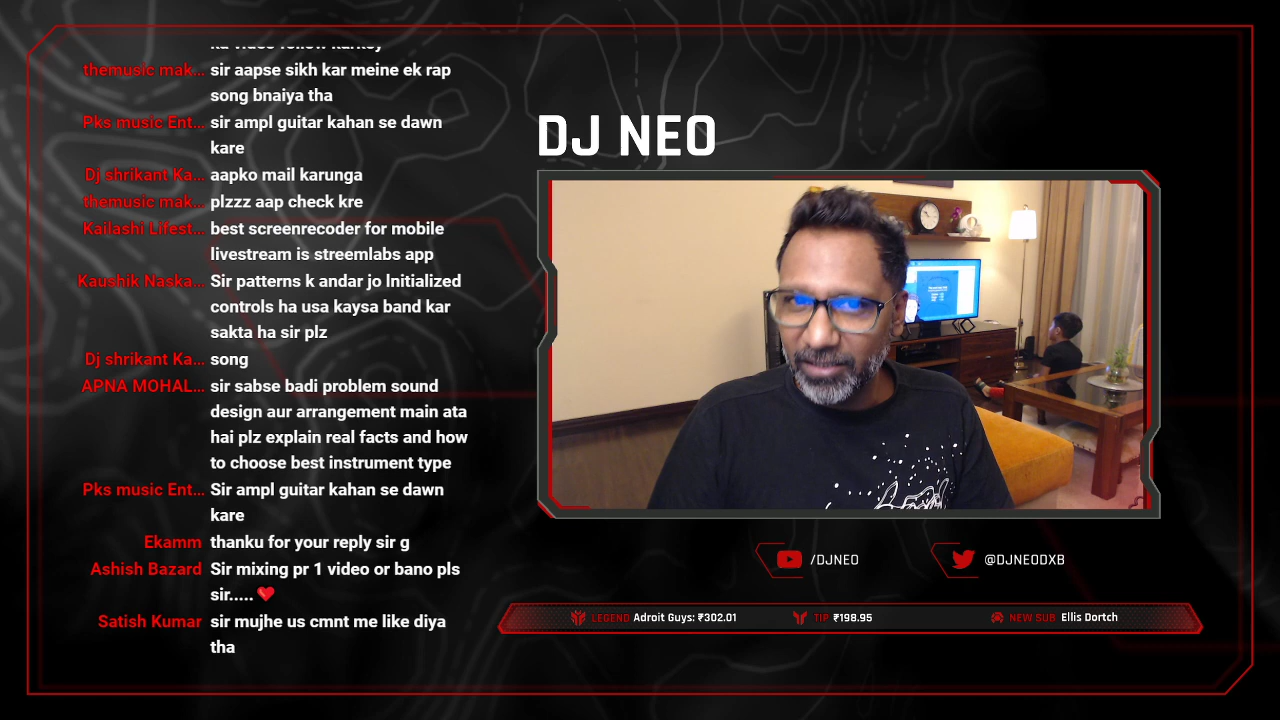 ka video follow karksy
themusic mak... sir aapse sikh kar meine ek rap
song bnaiya tha
Pks music Ent... sir ampl guitar kahan se dawn
kare
Dj shrikant Ka... aapko mail karunga
themusic mak... plzzz aap check kre
Kailashi Lifest... best screenrecoder for mobile
livestream is streemlabs app
Kaushik Naska... Sir patterns k andar jo Initialized
controls ha usa kaysa band kar
sakta ha sir plz
Dj shrikant Ka... song
APNA MOHAL... sir sabse badi problem sound
design aur arrangement main ata
hai plz explain real facts and how
to choose best instrument type
Pks music Ent... Sir ampl guitar kahan se dawn
kare
Ekamm thanku for your reply sir g
Ashish Bazard Sir mixing pr 1 video or bano pls
sir..... ❤
Satish Kumar sir mujhe us cmnt me like diya
tha
DJ NEO
/DJNEO
@DJNEODXB
LEGEND Adroit Guys: ₹302.01
TIP ₹198.95
NEW SUB Ellis Dortch